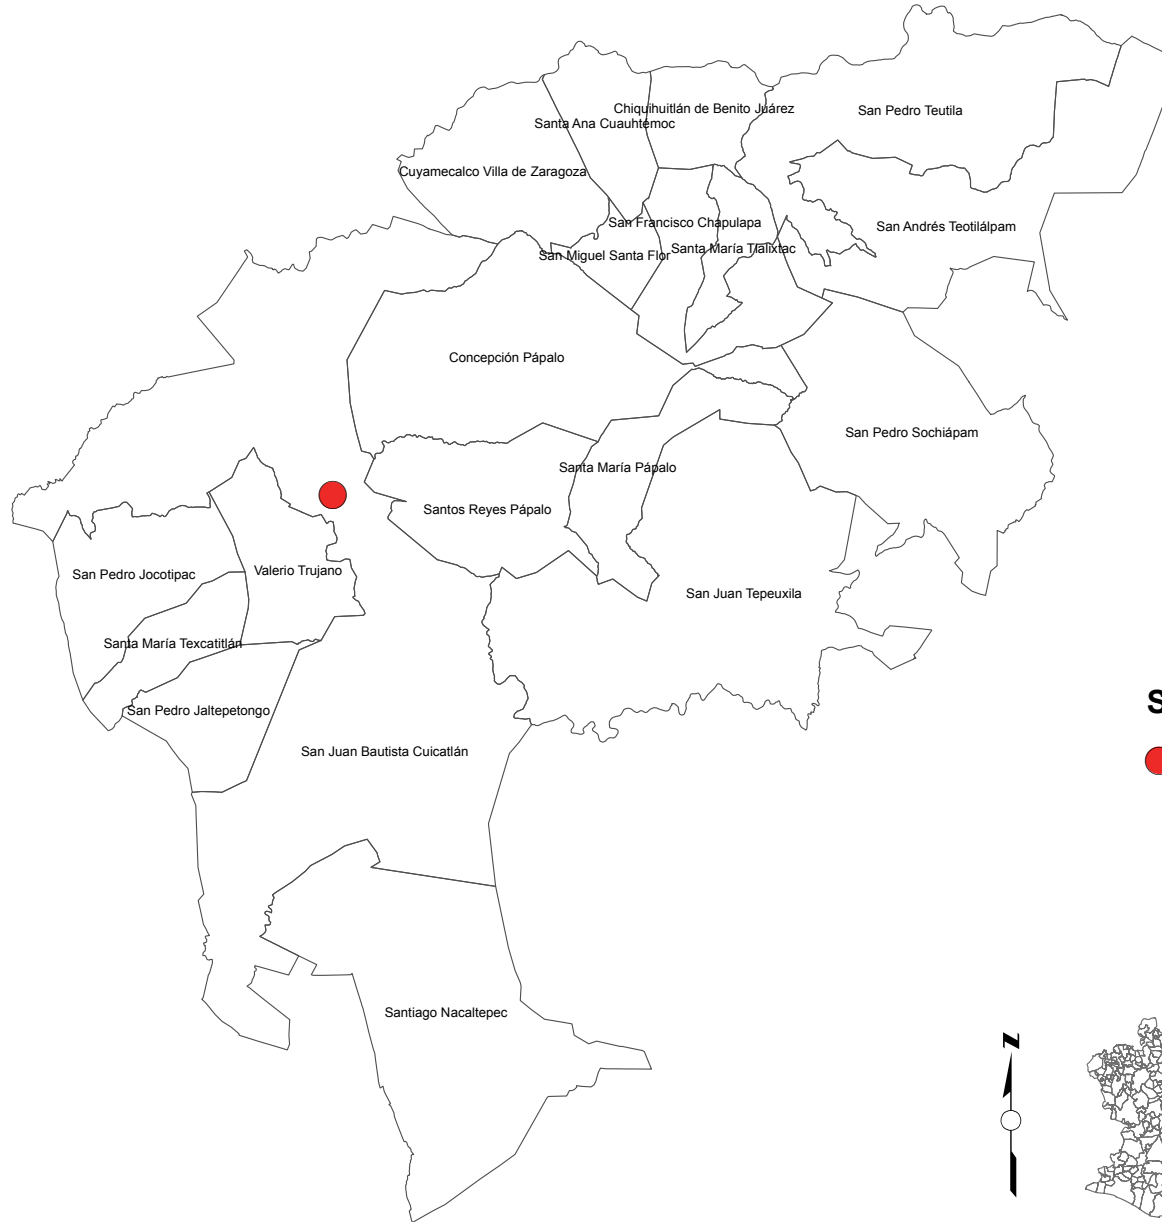 Chiquihuitlán de Benito Juárez
San Pedro Teutila
Santa Ana Cuauhtémoc
Cuyamecalco Villa de Zaragoza
San Francisco Chapulapa
San Andrés Teotilálpam
Santa María Tlalixtac
San Miguel Santa Flor
Concepción Pápalo
San Pedro Sochiápam
Santa María Pápalo
Santos Reyes Pápalo
Valerio Trujano
San Pedro Jocotipac
San Juan Tepeuxila
Santa María Texcatitlán
San Pedro Jaltepetongo
S
San Juan Bautista Cuicatlán
Santiago Nacaltepec
N